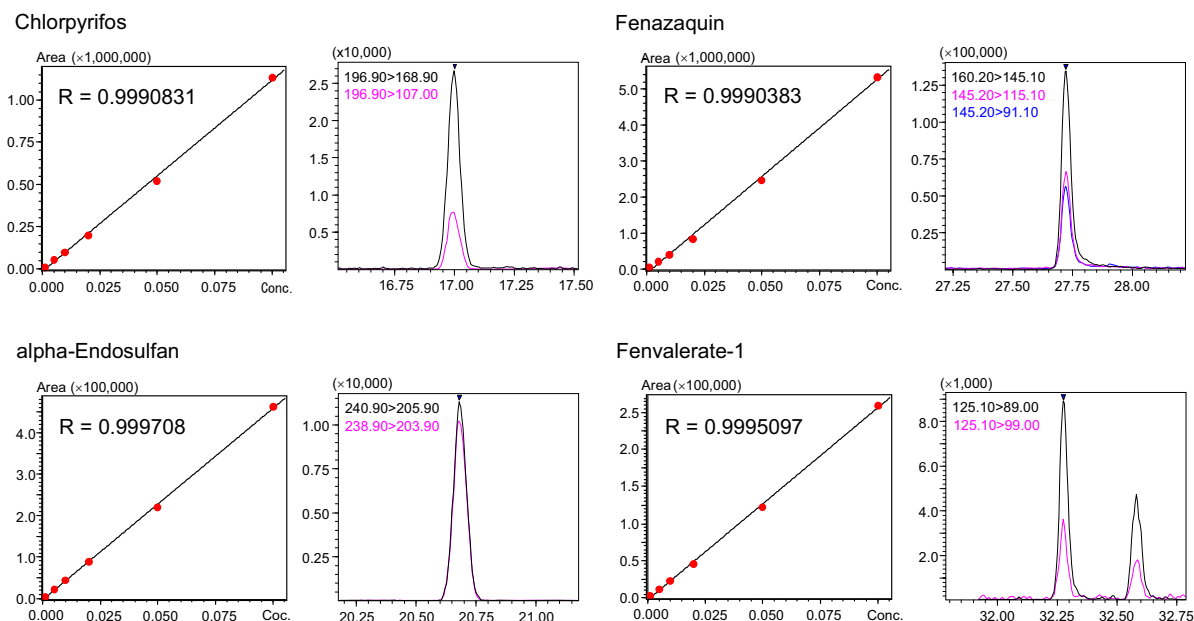 Chlorpyrifos
Area (×1,000,000)
R = 0.9990831
1.00
0.75
0.50
0.25
0.00
0.000 0.025 0.050 0.075 Conc.
(x10,000)
196.90>168.90
196.90>107.00
2.5
2.0
1.5
1.0
0.5
16.75 17.00 17.25 17.50
Fenazaquin
Area (×1,000,000)
R = 0.9990383
5.0
4.0
3.0
2.0
1.0
0.0
0.000 0.025 0.050 0.075 Conc.
(×100,000)
160.20>145.10
145.20>115.10
145.20>91.10
1.25
1.00
0.75
0.50
0.25
27.25 27.50 27.75 28.00
alpha-Endosulfan
Area (×100,000)
R = 0.999708
4.0
3.0
2.0
1.0
0.0
0.000 0.025 0.050 0.075 Conc.
(×10,000)
240.90>205.90
238.90>203.90
1.00
0.75
0.50
0.25
20.25 20.50 20.75 21.00
Fenvalerate-1
Area (×100,000)
R = 0.9995097
2.5
2.0
1.5
1.0
0.5
0.0
0.000 0.025 0.050 0.075 Conc.
(×1,000)
125.10>89.00
125.10>99.00
8.0
6.0
4.0
2.0
32.00 32.25 32.50 32.75